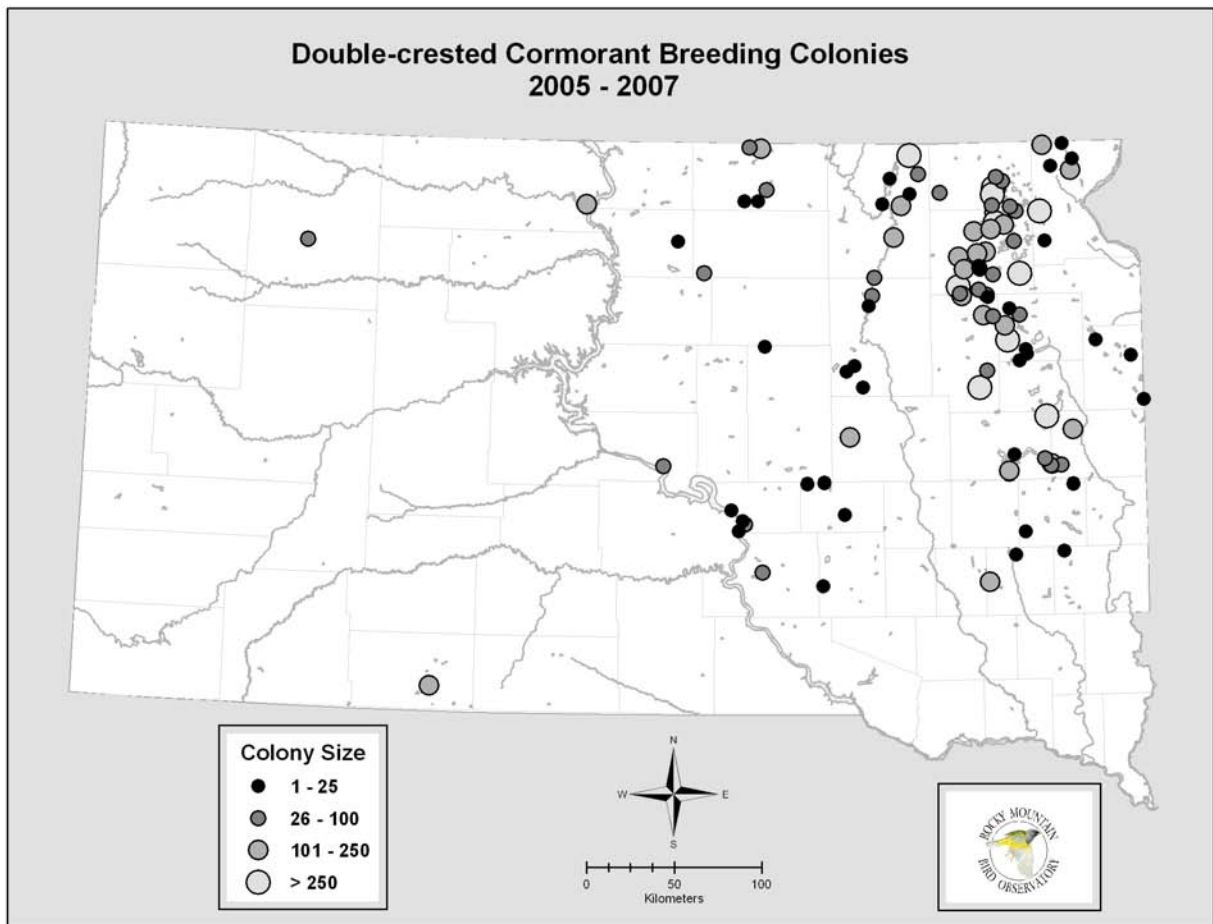 Double-crested Cormorant Breeding Colonies
2005 - 2007
Colony Size
1 - 25
26 - 100
101 - 250
> 250
N
W E
S
0 50 100
Kilometers
ROCKY MOUNTAIN
BIRD OBSERVATORY